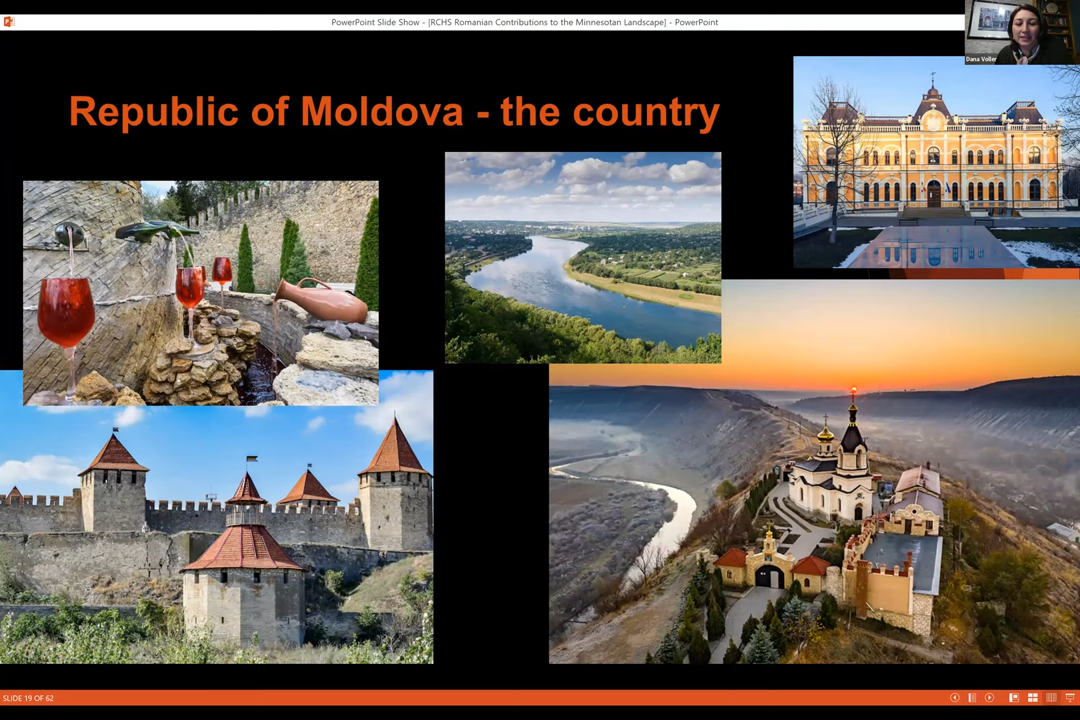 PowerPoint Slide Show - [RCHS Romanian Contributions to the Minnesotan Landscape] - PowerPoint
Dana Voller
Republic of Moldova - the country
SLIDE 19 OF 62